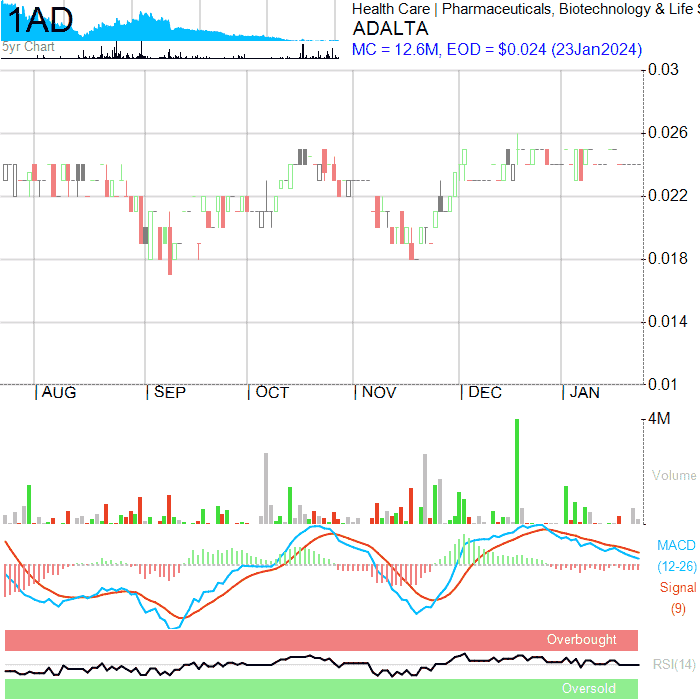 1AD
5yr Chart
Health Care | Pharmaceuticals, Biotechnology & Life
ADALTA
MC = 12.6M, EOD = $0.024 (23Jan2024)
0.03
0.026
0.022
0.018
0.014
0.01
AUG SEP OCT NOV DEC JAN
4M
Volume
MACD
(12-26)
Signal
(9)
Overbought
RSI(14)
Oversold